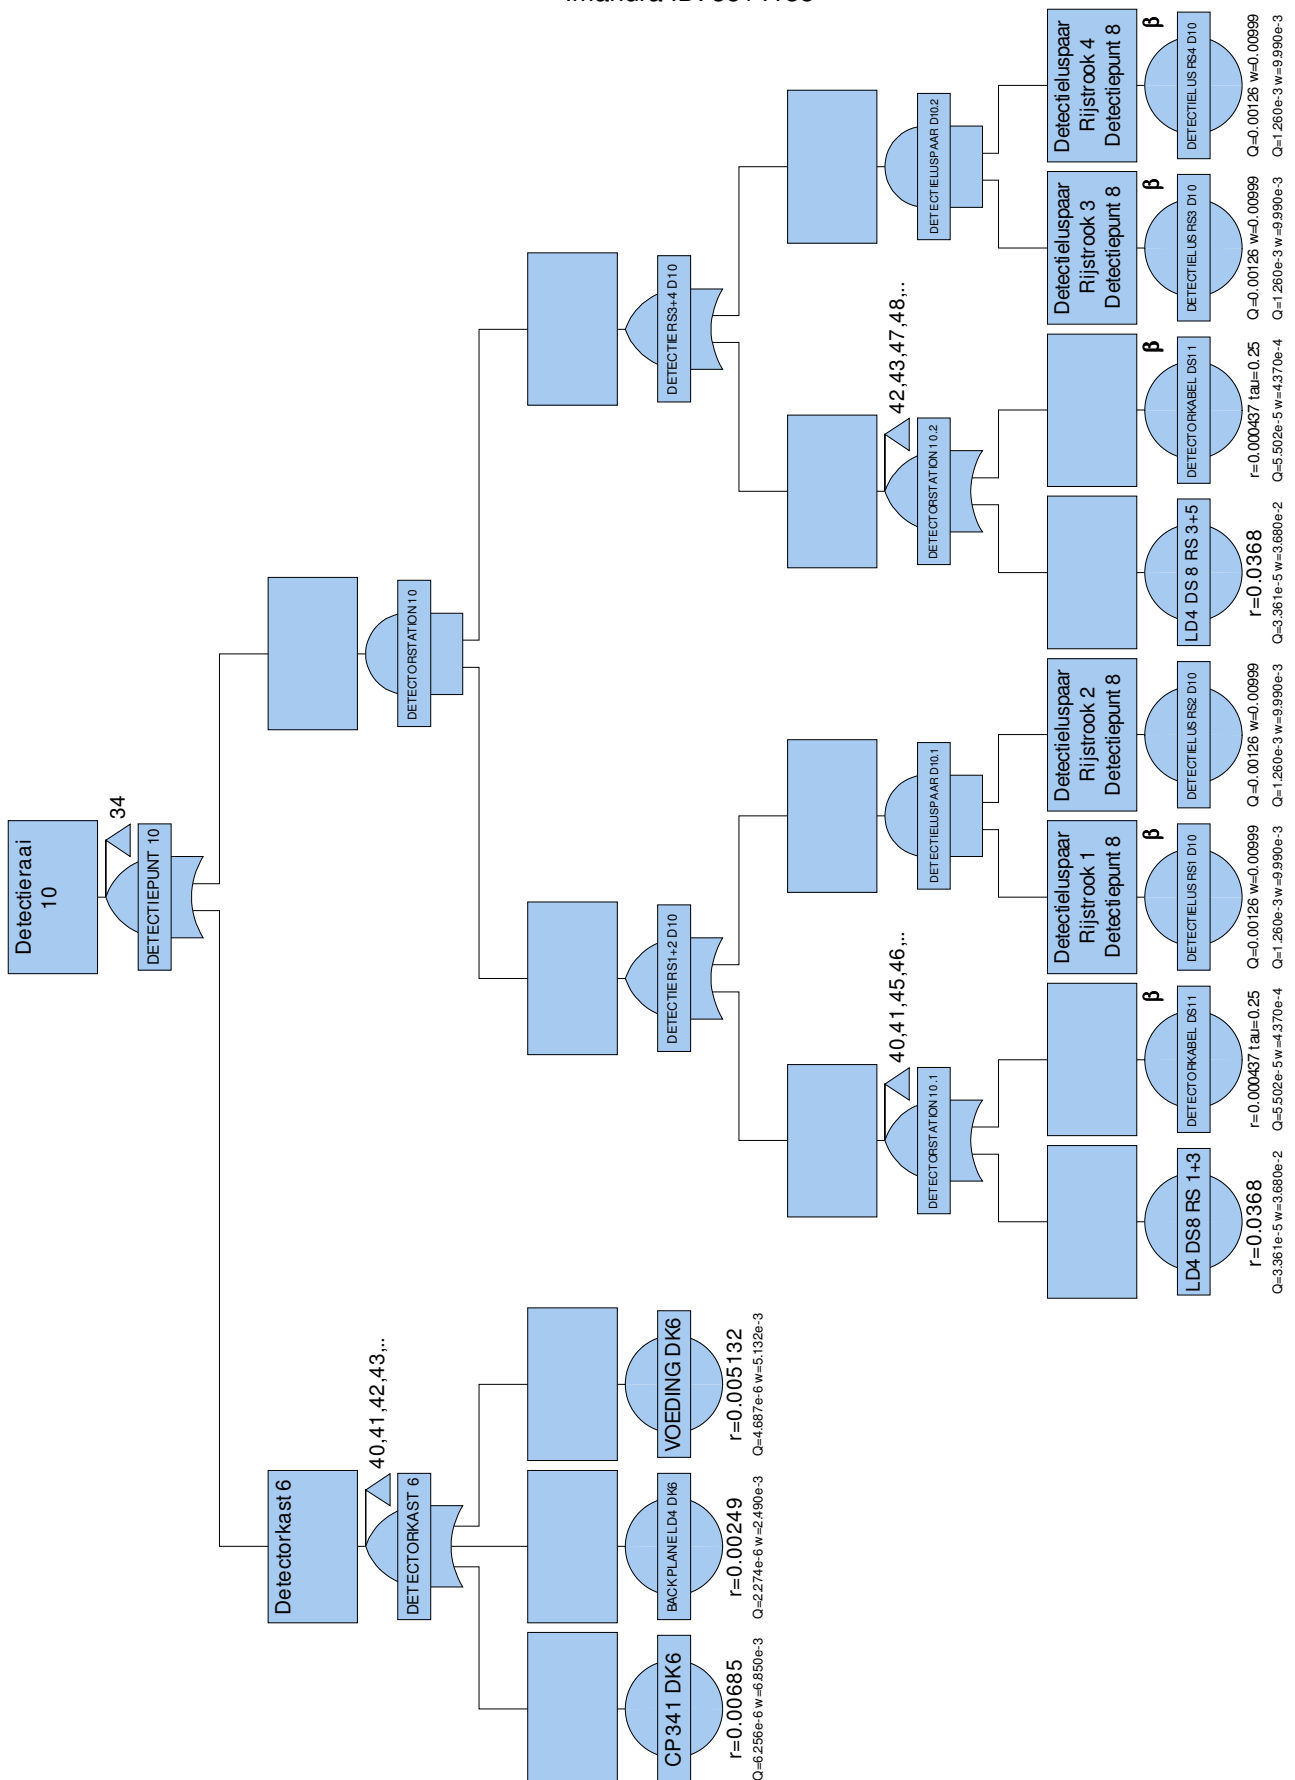 Detectieraai
10
34
DETECTIEPUNT 10
Detectorkast 6
40,41,42,43,..
DETECTORKAST 6
DETECTORSTATION10
CP341 DK6
r=0.00685
Q=6.256e-6 w=6.850e-3
BACKPLANE LD4 DK6
r=0.00249
Q=2.274e-6 w=2.490e-3
VOEDING DK6
r=0.005132
Q=4.687e-6 w=5.132e-3
DETECTIE RS1+2 D10
DETECTIE RS3+4 D10
40,41,45,46,..
DETECTORSTATION 10.1
DETECTIELUSPAAR D10.1
42,43,47,48,..
DETECTORSTATION 10.2
DETECTIELUSPAAR D10.2
LD4 DS8 RS 1+3
r=0.0368
Q=3.361e-5 w=3.680e-2
β
DETECTORKABEL DS11
r=0.000437 tau=0.25
Q=5.502e-5 w=4.370e-4
Detectieluspaar
Rijstrook 1
Detectiepunt 8
β
DETECTIELUS RS1 D10
Q=0.00126 w=0.00999
Q=1.260e-3 w=9.990e-3
Detectieluspaar
Rijstrook 2
Detectiepunt 8
DETECTIELUS RS2 D10
Q=0.00126 w=0.00999
Q=1.260e-3 w=9.990e-3
LD4 DS 8 RS 3+5
r=0.0368
Q=3.361e-5 w=3.680e-2
β
DETECTORKABEL DS11
r=0.000437 tau=0.25
Q=5.502e-5 w=4.370e-4
Detectieluspaar
Rijstrook 3
Detectiepunt 8
β
DETECTIELUS RS3 D10
Q=0.00126 w=0.00999
Q=1.260e-3 w=9.990e-3
Detectieluspaar
Rijstrook 4
Detectiepunt 8
β
DETECTIELUS RS4 D10
Q=0.00126 w=0.00999
Q=1.260e-3 w=9.990e-3